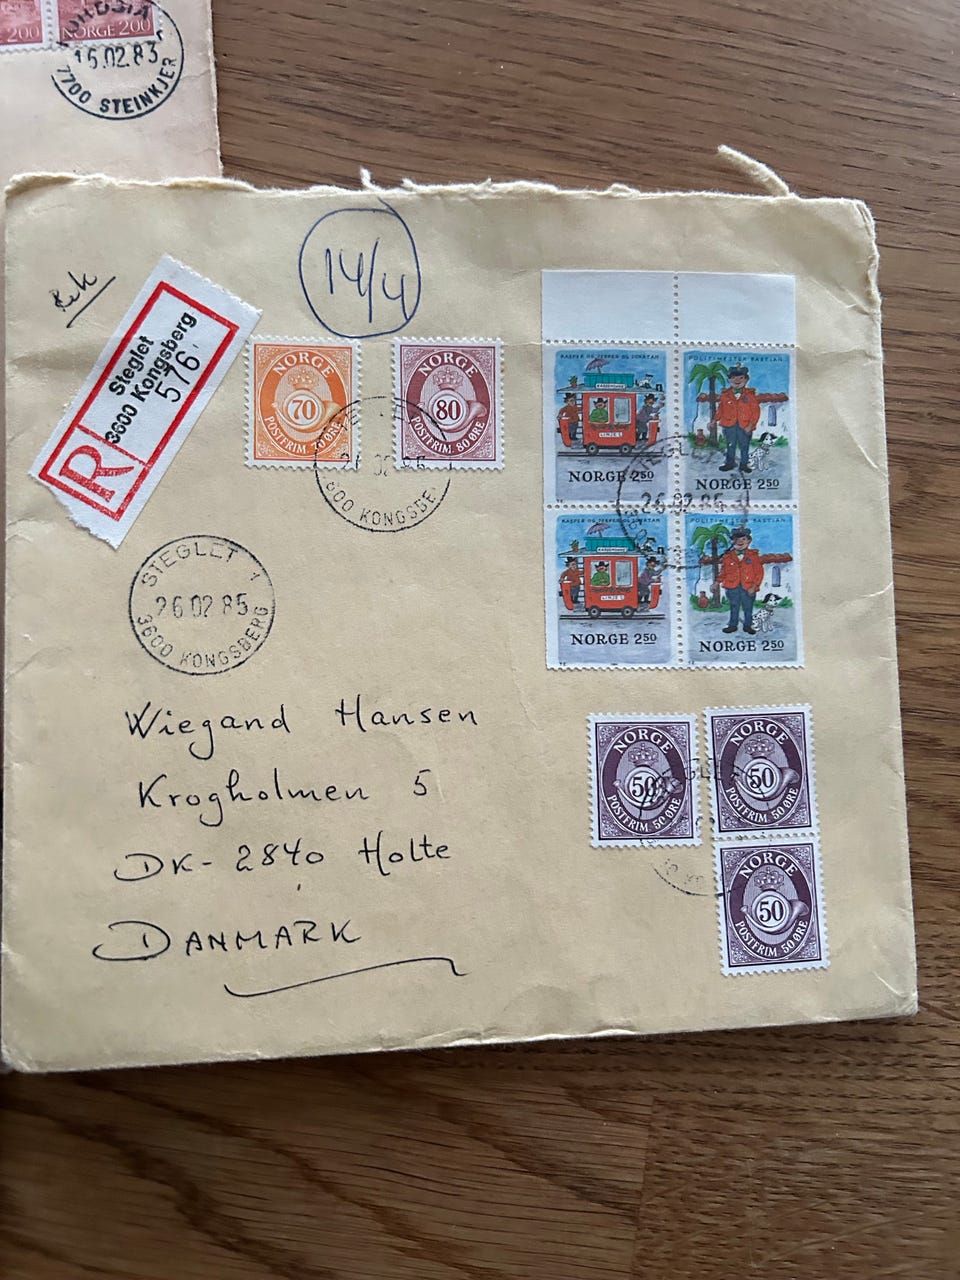 NORGE 200
15.02.83
7700 STEINKJER
14/4
Steglet
3600 Kongsberg
576
R
NORGE
70
POSTFRIM. 70 ØRE
NORGE
80
POSTFRIM. 80 ØRE
KASPER OG JESPER OG JONATAN
NORGE 2 50
POLITIMESTER BASTIAN
NORGE 2 50
26 02 85
KASPER OG JESPER OG JONATAN
NORGE 2 50
POLITIMESTER BASTIAN
NORGE 2 50
STEGLET 1
26 02 85
3600 KONGSBERG
Wiegand Hansen
Krogholmen 5
DK-2840 Holte
DANMARK
NORGE
50
POSTFRIM. 50 ØRE
NORGE
50
POSTFRIM. 50 ØRE
NORGE
50
POSTFRIM. 50 ØRE